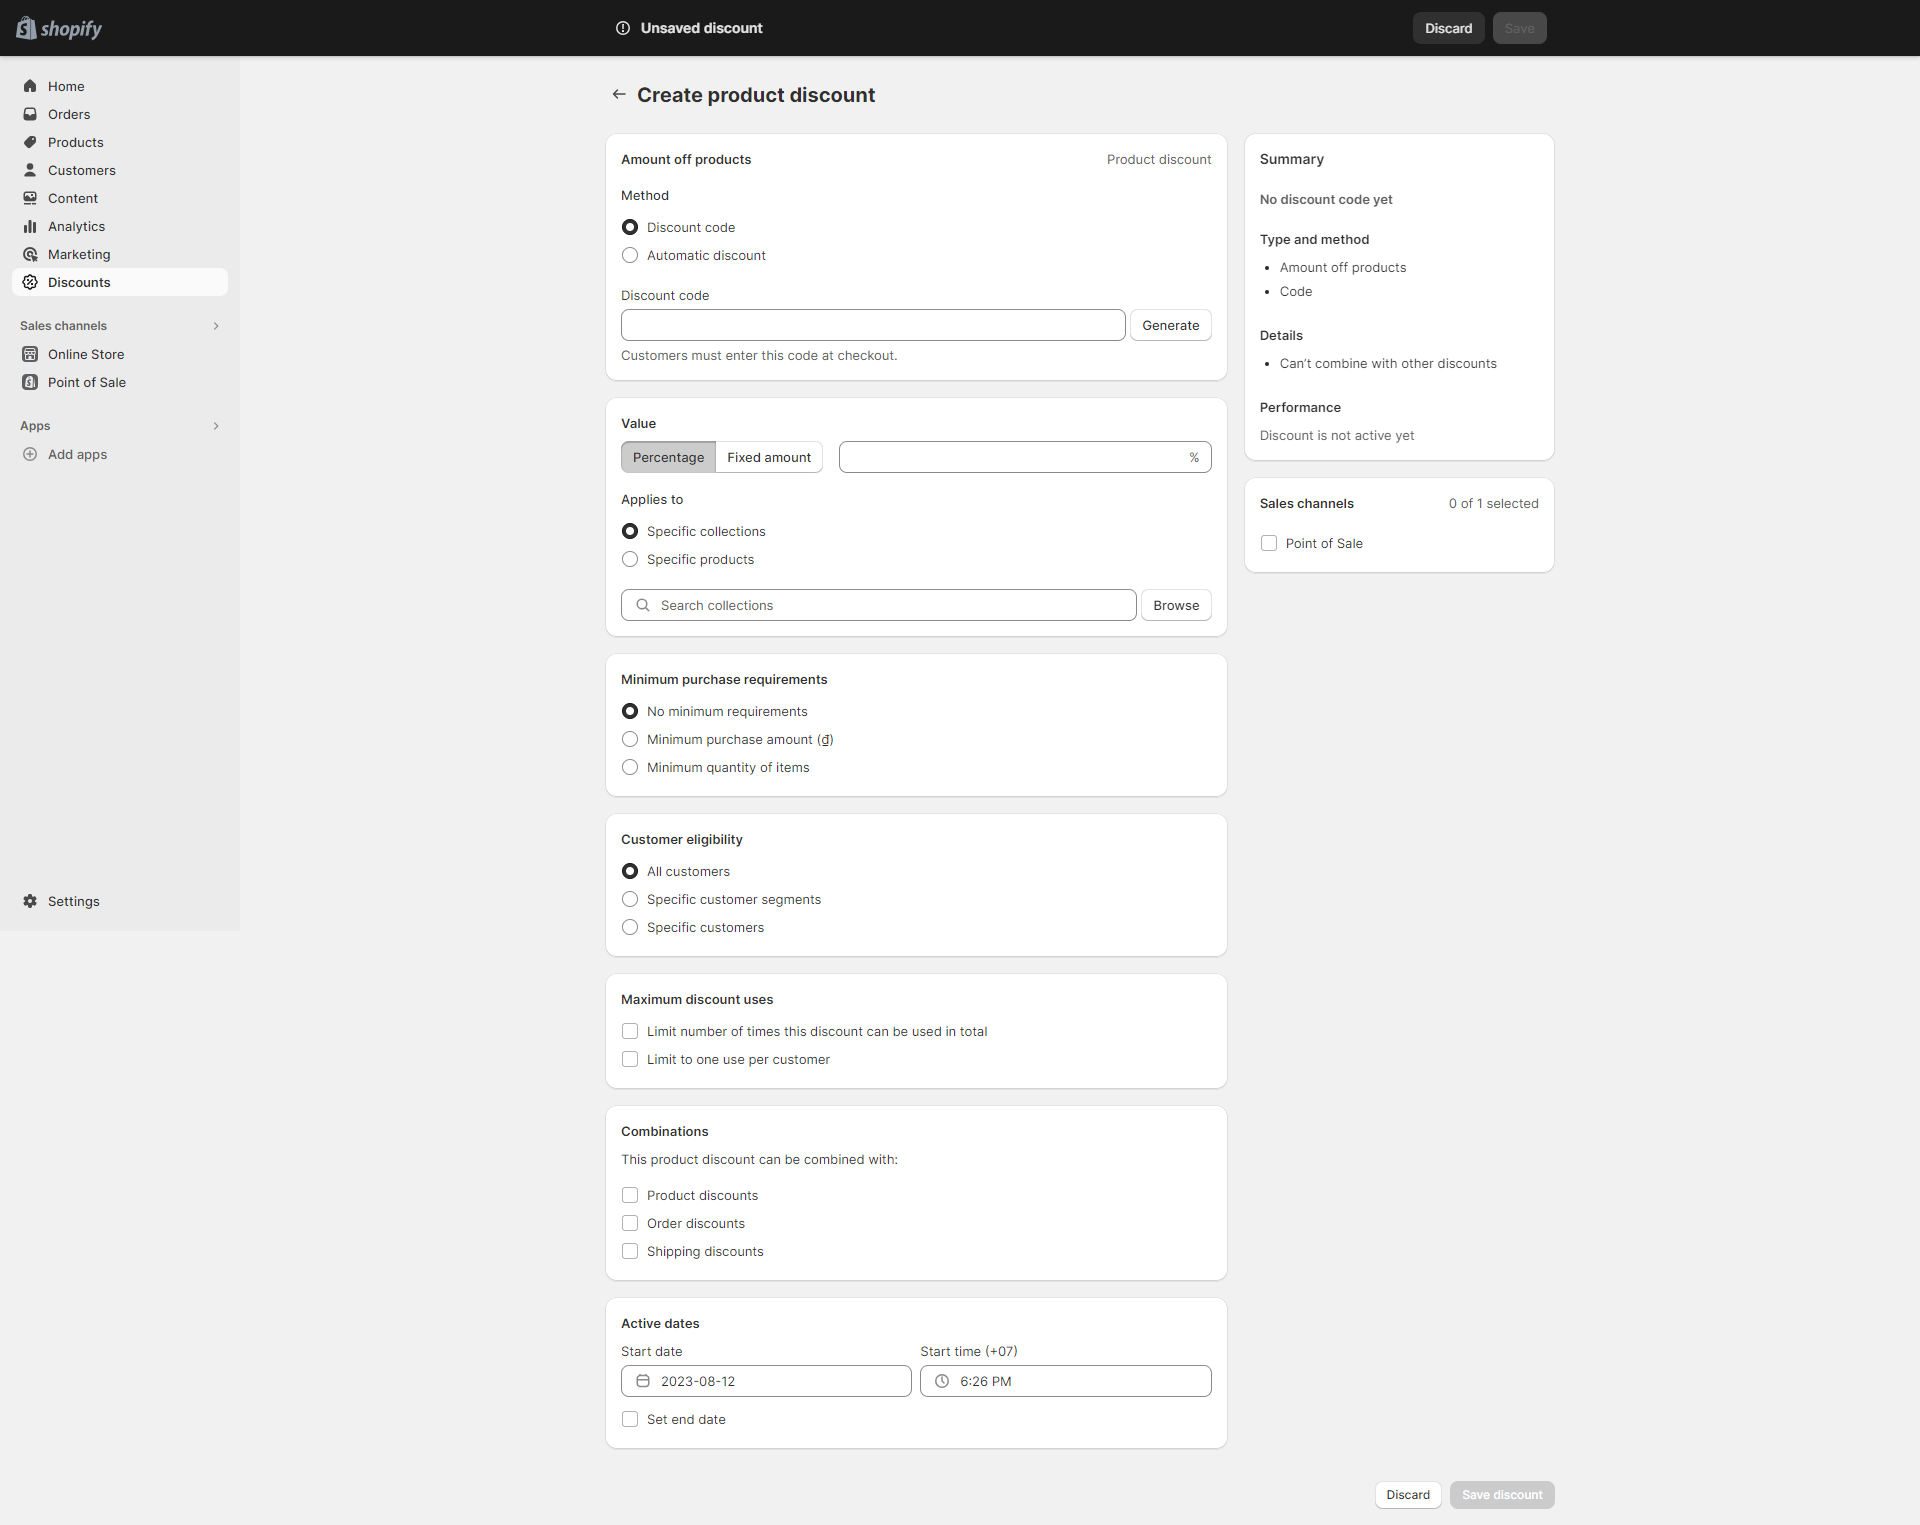 shopify
Unsaved discount
Discard
Save
Home
Orders
Products
Customers
Content
Analytics
Marketing
Discounts
Sales channels
Online Store
Point of Sale
Apps
Add apps
Settings
Create product discount
Amount off products
Product discount
Method
Discount code
Automatic discount
Discount code
Generate
Customers must enter this code at checkout.
Value
Percentage
Fixed amount
%
Applies to
Specific collections
Specific products
Search collections
Browse
Minimum purchase requirements
No minimum requirements
Minimum purchase amount (₫)
Minimum quantity of items
Customer eligibility
All customers
Specific customer segments
Specific customers
Maximum discount uses
Limit number of times this discount can be used in total
Limit to one use per customer
Combinations
This product discount can be combined with:
Product discounts
Order discounts
Shipping discounts
Active dates
Start date
Start time (+07)
2023-08-12
6:26 PM
Set end date
Summary
No discount code yet
Type and method
• Amount off products
• Code
Details
• Can’t combine with other discounts
Performance
Discount is not active yet
Sales channels
0 of 1 selected
Point of Sale
Discard
Save discount